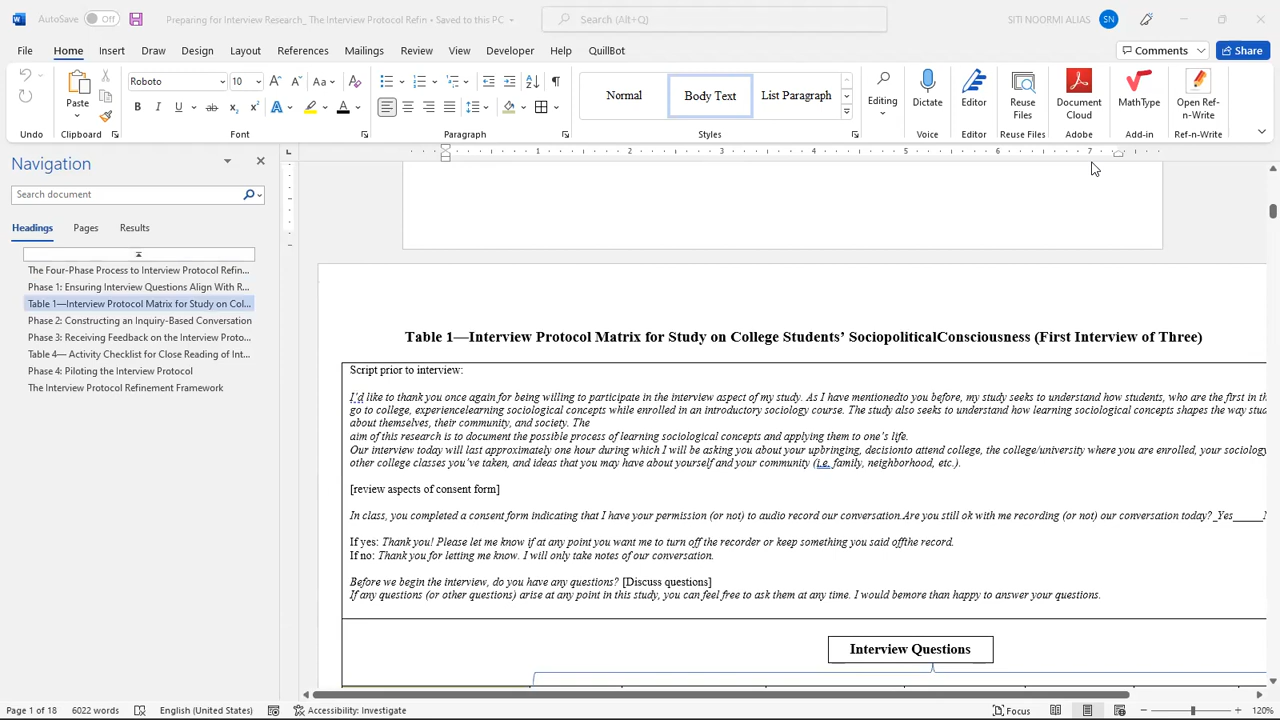 AutoSave Off Preparing for Interview Research_ The Interview Protocol Refin • Saved to this PC Search (Alt+Q) SITI NOORMI ALIAS SN
File Home Insert Draw Design Layout References Mailings Review View Developer Help QuillBot Comments Share
Roboto 10 Aa
Paste
Normal Body Text List Paragraph
Editing Dictate Editor Reuse Files Document Cloud MathType Open Ref-n-Write
Undo Clipboard Font Paragraph Styles Voice Editor Reuse Files Adobe Add-in Ref-n-Write
Navigation
Search document
Headings Pages Results
The Four-Phase Process to Interview Protocol Refin...
Phase 1: Ensuring Interview Questions Align With R...
Table 1—Interview Protocol Matrix for Study on Col...
Phase 2: Constructing an Inquiry-Based Conversation
Phase 3: Receiving Feedback on the Interview Proto...
Table 4— Activity Checklist for Close Reading of Int...
Phase 4: Piloting the Interview Protocol
The Interview Protocol Refinement Framework
1 2 3 4 5 6 7
Table 1—Interview Protocol Matrix for Study on College Students’ SociopoliticalConsciousness (First Interview of Three)
Script prior to interview:
I’d like to thank you once again for being willing to participate in the interview aspect of my study. As I have mentionedto you before, my study seeks to understand how students, who are the first in th
go to college, experiencelearning sociological concepts while enrolled in an introductory sociology course. The study also seeks to understand how learning sociological concepts shapes the way stud
about themselves, their community, and society. The
aim of this research is to document the possible process of learning sociological concepts and applying them to one’s life.
Our interview today will last approximately one hour during which I will be asking you about your upbringing, decisionto attend college, the college/university where you are enrolled, your sociology
other college classes you’ve taken, and ideas that you may have about yourself and your community (i.e. family, neighborhood, etc.).
[review aspects of consent form]
In class, you completed a consent form indicating that I have your permission (or not) to audio record our conversation.Are you still ok with me recording (or not) our conversation today? _Yes_____
If yes: Thank you! Please let me know if at any point you want me to turn off the recorder or keep something you said offthe record.
If no: Thank you for letting me know. I will only take notes of our conversation.
Before we begin the interview, do you have any questions? [Discuss questions]
If any questions (or other questions) arise at any point in this study, you can feel free to ask them at any time. I would bemore than happy to answer your questions.
Interview Questions
Page 1 of 18 6022 words English (United States) Accessibility: Investigate Focus 120%